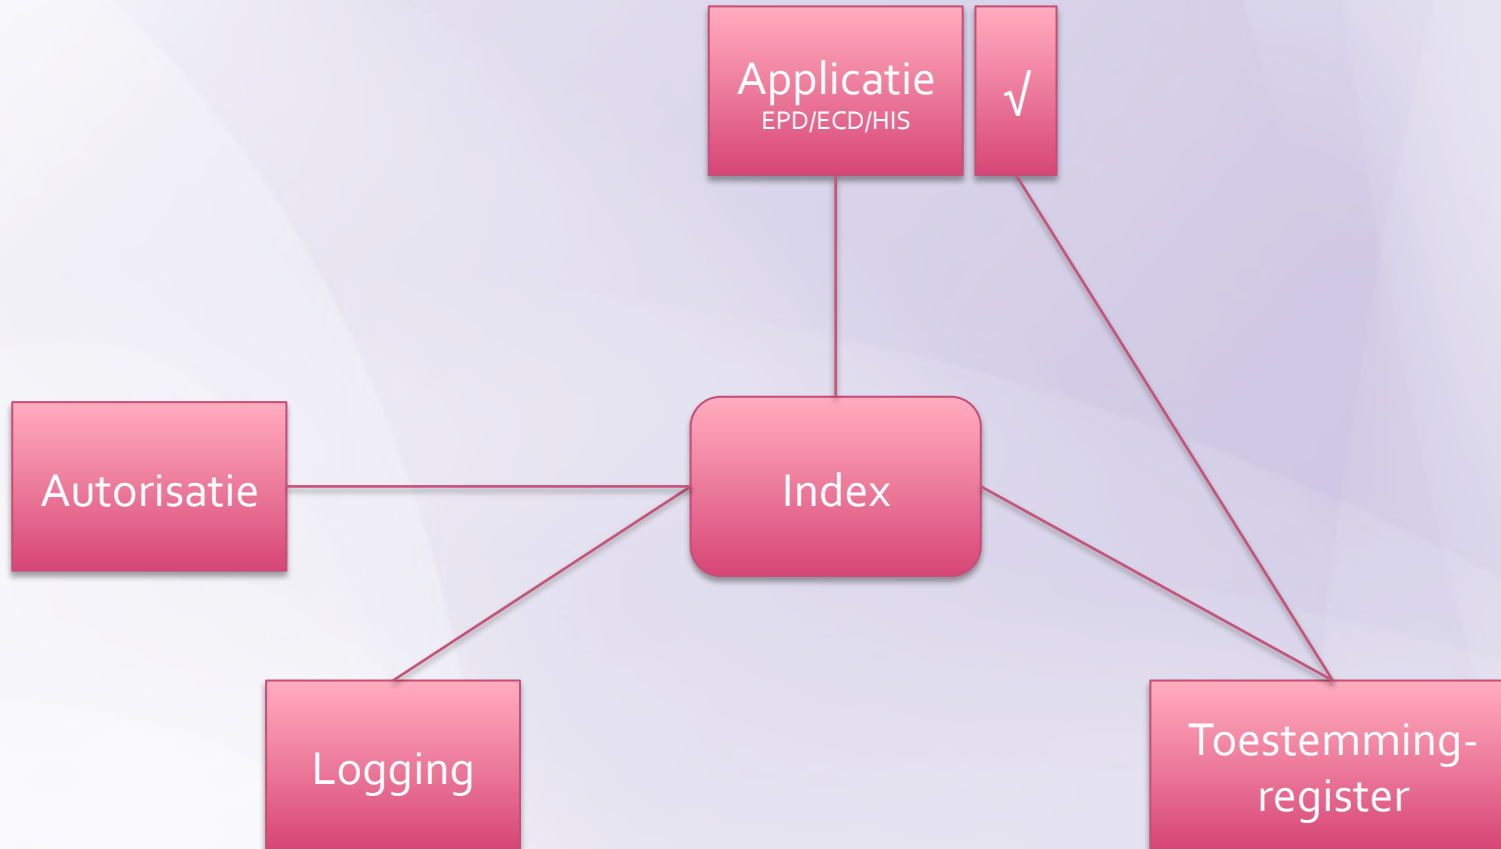 Applicatie
EPD/ECD/HIS
√
Autorisatie
Index
Logging
Toestemming-
register